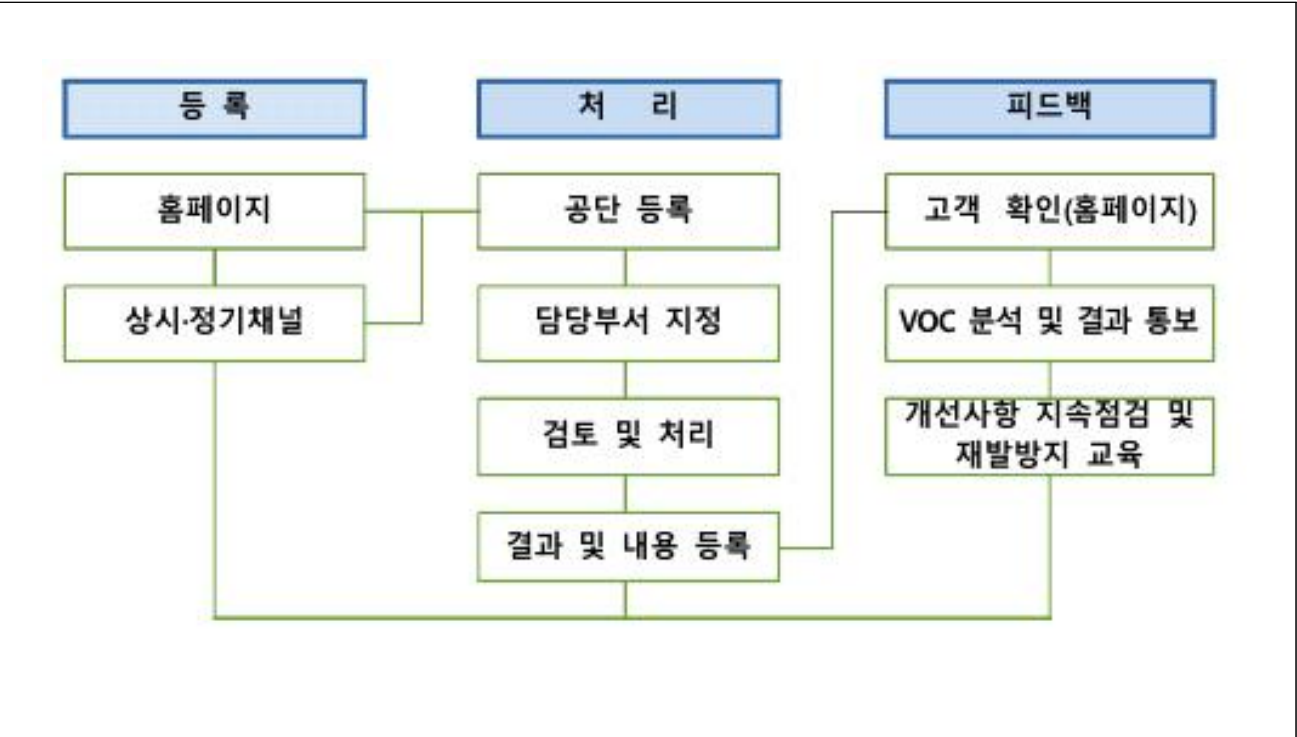 등 록
홈페이지
상시·정기채널
처 리
공단 등록
담당부서 지정
검토 및 처리
결과 및 내용 등록
피드백
고객 확인(홈페이지)
VOC 분석 및 결과 통보
개선사항 지속점검 및
재발방지 교육